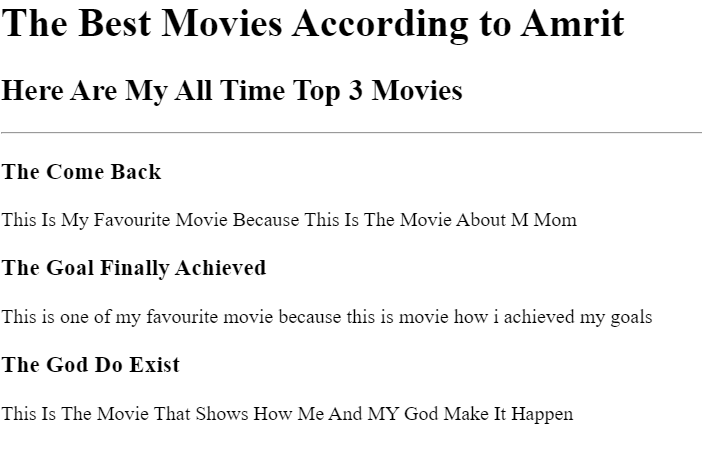 The Best Movies According to Amrit
Here Are My All Time Top 3 Movies
The Come Back
This Is My Favourite Movie Because This Is The Movie About M Mom
The Goal Finally Achieved
This is one of my favourite movie because this is movie how i achieved my goals
The God Do Exist
This Is The Movie That Shows How Me And MY God Make It Happen